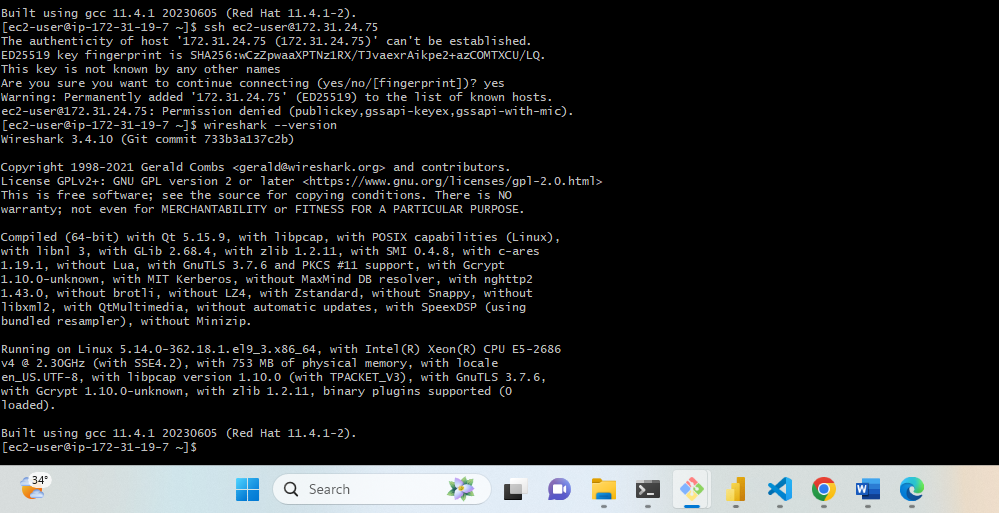 Built using gcc 11.4.1 20230605 (Red Hat 11.4.1-2).
[ec2-user@ip-172-31-19-7 ~]$ ssh ec2-user@172.31.24.75
The authenticity of host '172.31.24.75 (172.31.24.75)' can't be established.
ED25519 key fingerprint is SHA256:wCzZpwaaXPTNz1RX/TJvaexrAikpe2+azCOMTXCU/LQ.
This key is not known by any other names
Are you sure you want to continue connecting (yes/no/[fingerprint])? yes
Warning: Permanently added '172.31.24.75' (ED25519) to the list of known hosts.
ec2-user@172.31.24.75: Permission denied (publickey,gssapi-keyex,gssapi-with-mic).
[ec2-user@ip-172-31-19-7 ~]$ wireshark --version
Wireshark 3.4.10 (Git commit 733b3a137c2b)
Copyright 1998-2021 Gerald Combs <gerald@wireshark.org> and contributors.
License GPLv2+: GNU GPL version 2 or later <https://www.gnu.org/licenses/gpl-2.0.html>
This is free software; see the source for copying conditions. There is NO
warranty; not even for MERCHANTABILITY or FITNESS FOR A PARTICULAR PURPOSE.
Compiled (64-bit) with Qt 5.15.9, with libpcap, with POSIX capabilities (Linux),
with libnl 3, with GLib 2.68.4, with zlib 1.2.11, with SMI 0.4.8, with c-ares
1.19.1, without Lua, with GnuTLS 3.7.6 and PKCS #11 support, with Gcrypt
1.10.0-unknown, with MIT Kerberos, without MaxMind DB resolver, with nghttp2
1.43.0, without brotli, without LZ4, with Zstandard, without Snappy, without
libxml2, with QtMultimedia, without automatic updates, with SpeexDSP (using
bundled resampler), without Minizip.
Running on Linux 5.14.0-362.18.1.el9_3.x86_64, with Intel(R) Xeon(R) CPU E5-2686
v4 @ 2.30GHz (with SSE4.2), with 753 MB of physical memory, with locale
en_US.UTF-8, with libpcap version 1.10.0 (with TPACKET_V3), with GnuTLS 3.7.6,
with Gcrypt 1.10.0-unknown, with zlib 1.2.11, binary plugins supported (0
loaded).
Built using gcc 11.4.1 20230605 (Red Hat 11.4.1-2).
[ec2-user@ip-172-31-19-7 ~]$
34°
Search